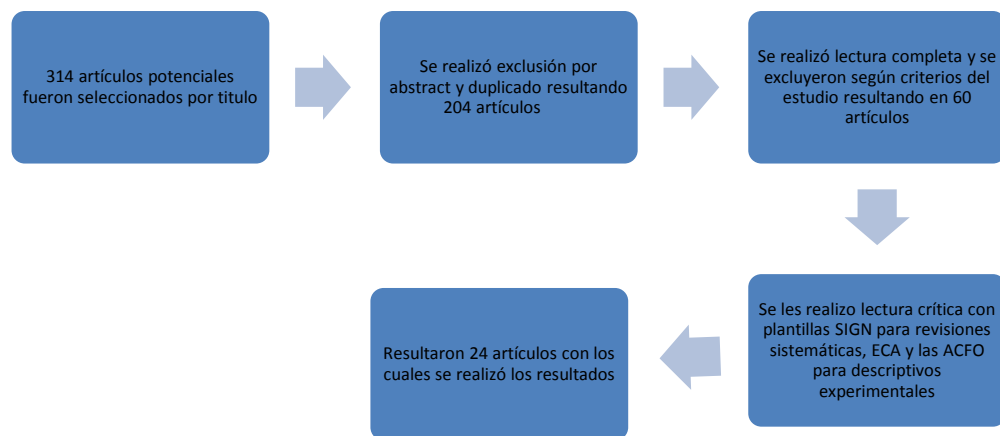 314 artículos potenciales
fueron seleccionados por titulo
Se realizó exclusión por
abstract y duplicado resultando
204 artículos
Se realizó lectura completa y se
excluyeron según criterios del
estudio resultando en 60
artículos
Se les realizo lectura crítica con
plantillas SIGN para revisiones
sistemáticas, ECA y las ACFO
para descriptivos
experimentales
Resultaron 24 artículos con los
cuales se realizó los resultados